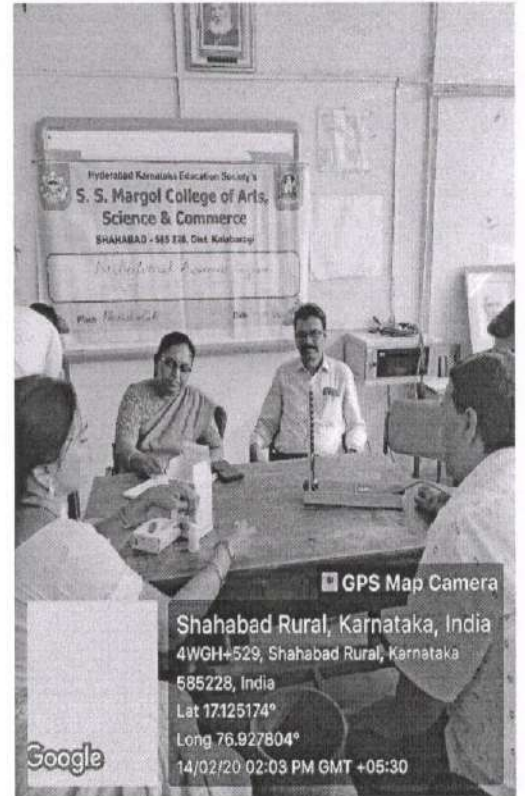 Hyderabad Karnataka Education Society's
S. S. Margol College of Arts,
Science & Commerce
SHAHABAD - 585 228, Dist. Kalaburagi
Place
Date
GPS Map Camera
Shahabad Rural, Karnataka, India
4WGH+529, Shahabad Rural, Karnataka
585228, India
Lat 17.125174°
Long 76.927804°
14/02/20 02:03 PM GMT +05:30
Google